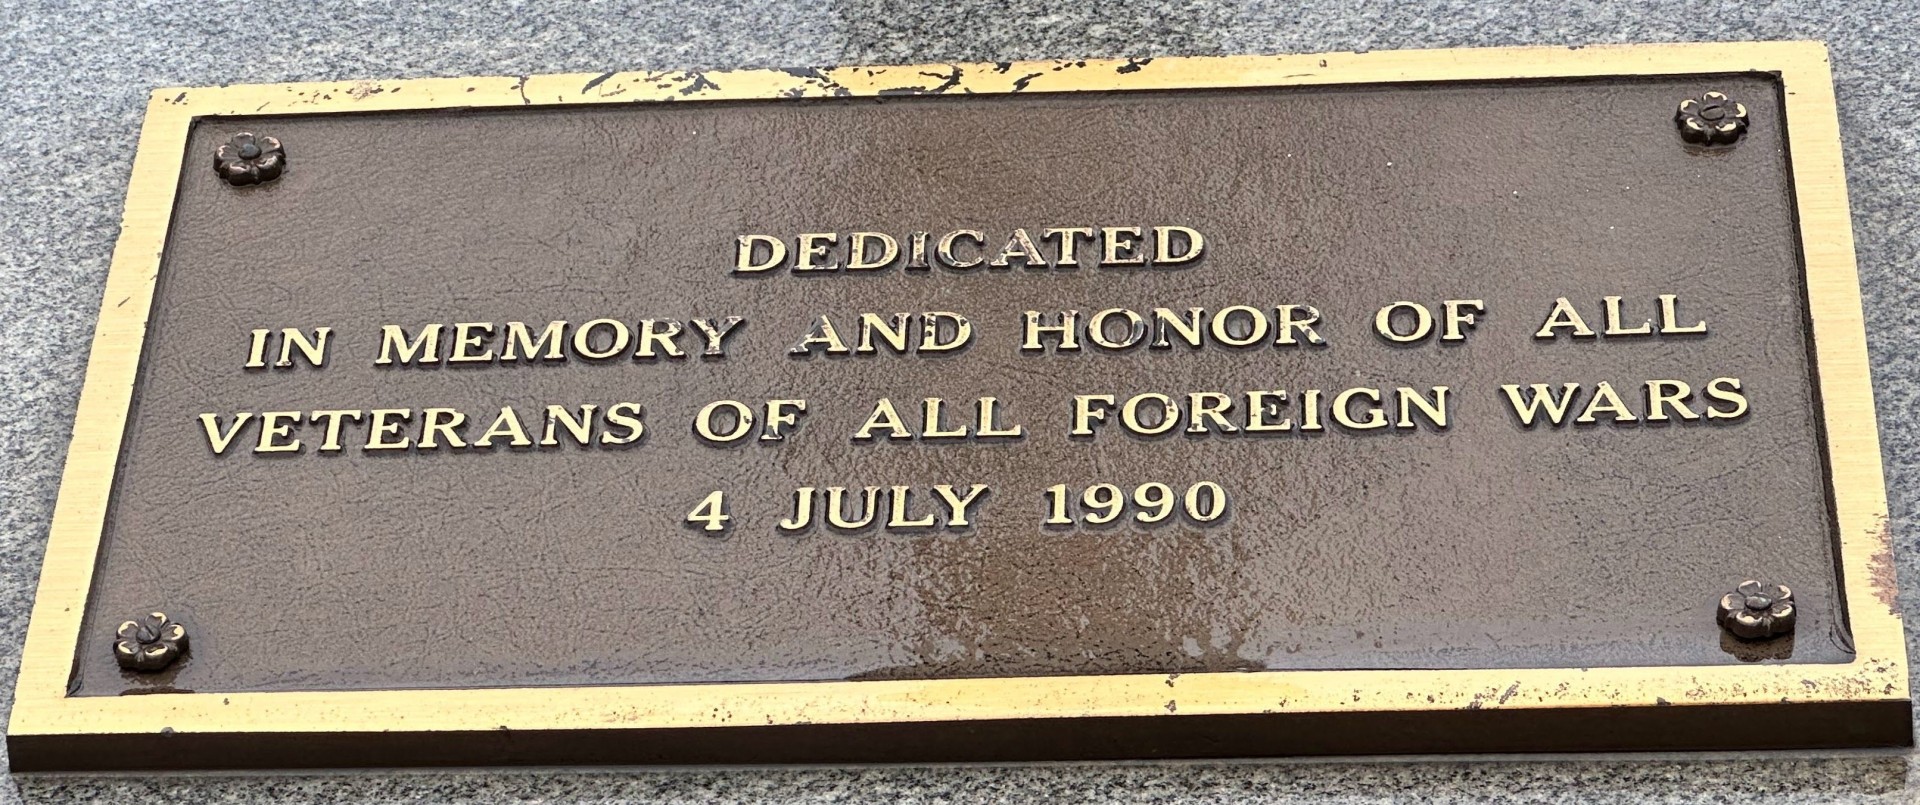 DEDICATED
IN MEMORY AND HONOR OF ALL
VETERANS OF ALL FOREIGN WARS
4 JULY 1990